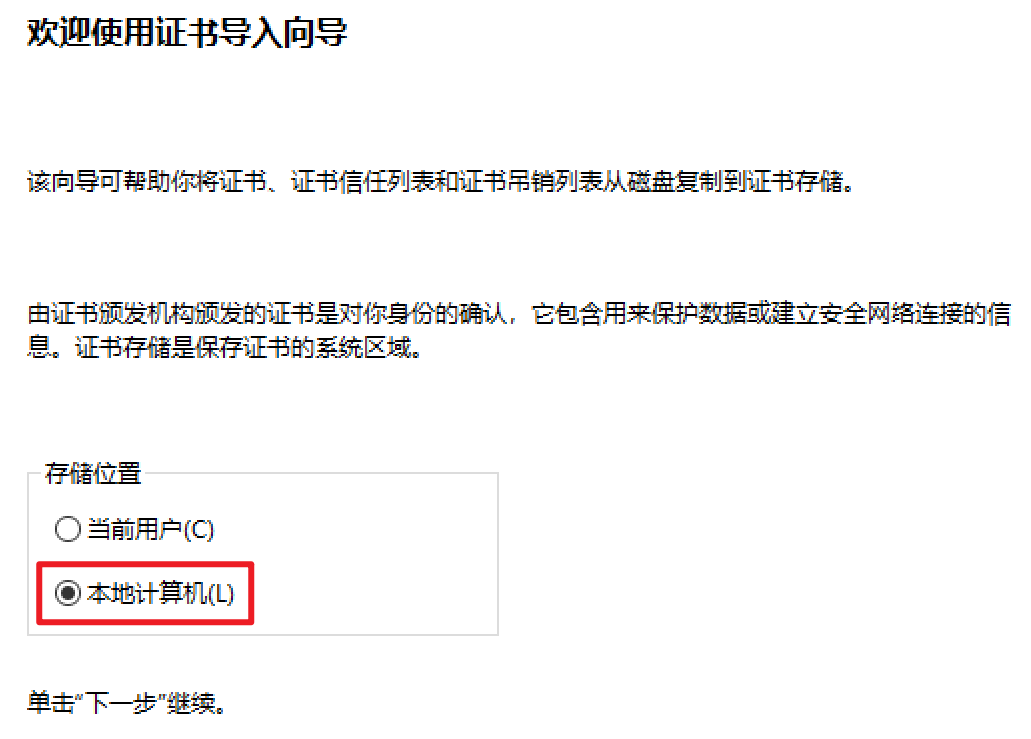 欢迎使用证书导入向导
该向导可帮助你将证书、证书信任列表和证书吊销列表从磁盘复制到证书存储。
由证书颁发机构颁发的证书是对你身份的确认，它包含用来保护数据或建立安全网络连接的信
息。证书存储是保存证书的系统区域。
存储位置
当前用户(C)
本地计算机(L)
单击“下一步”继续。